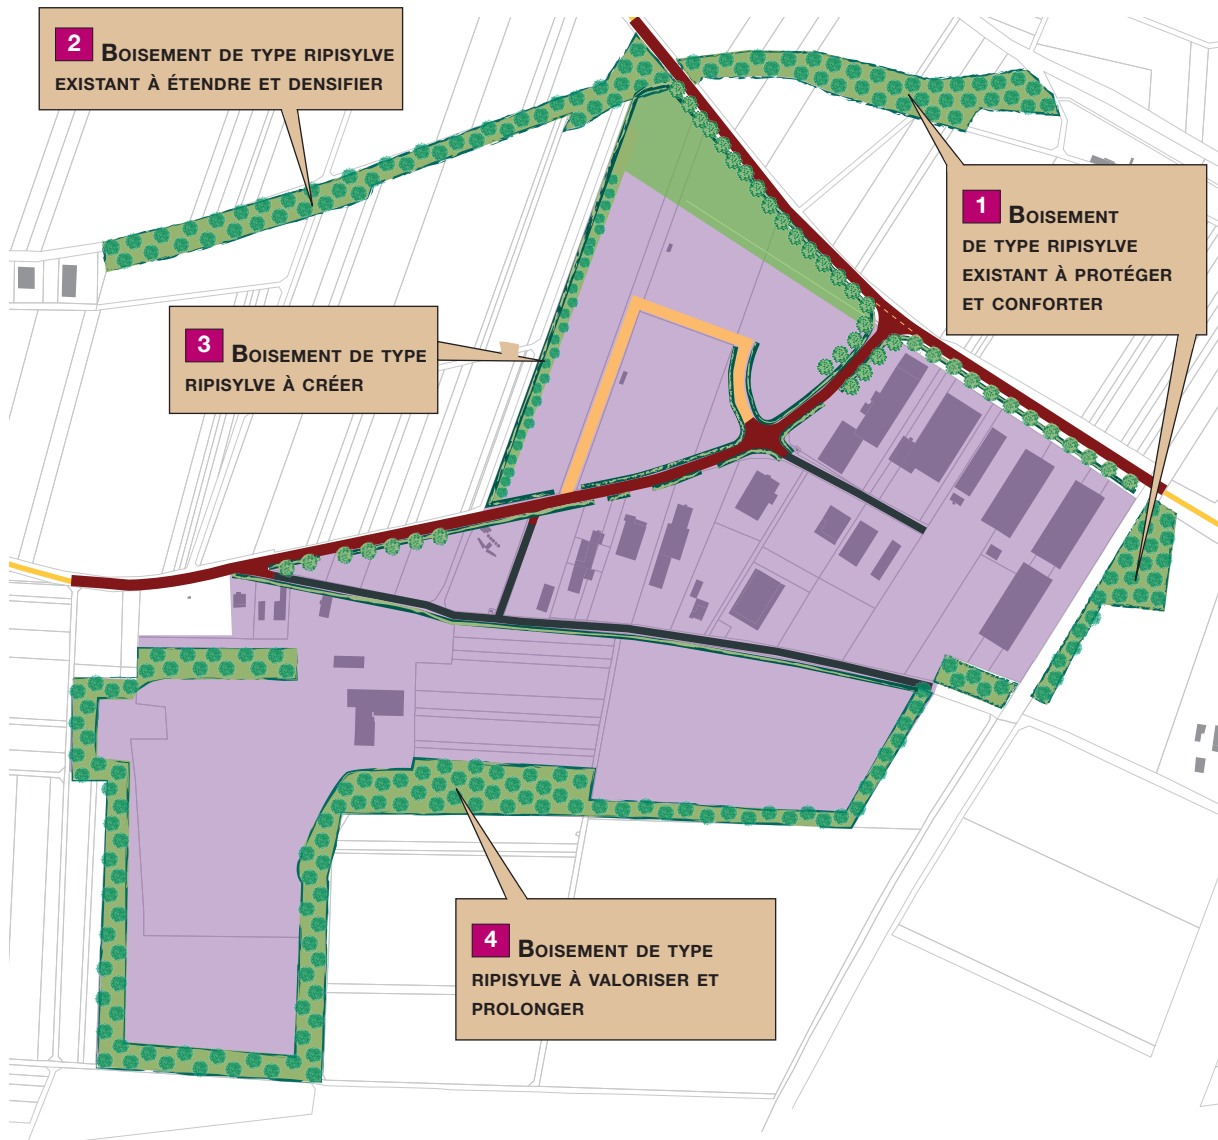 2 BOISEMENT DE TYPE RIPISYLVE
EXISTANT À ÉTENDRE ET DENSIFIER
1 BOISEMENT
DE TYPE RIPISYLVE
EXISTANT À PROTÉGER
ET CONFORTER
3 BOISEMENT DE TYPE
RIPISYLVE À CRÉER
4 BOISEMENT DE TYPE
RIPISYLVE À VALORISER ET
PROLONGER